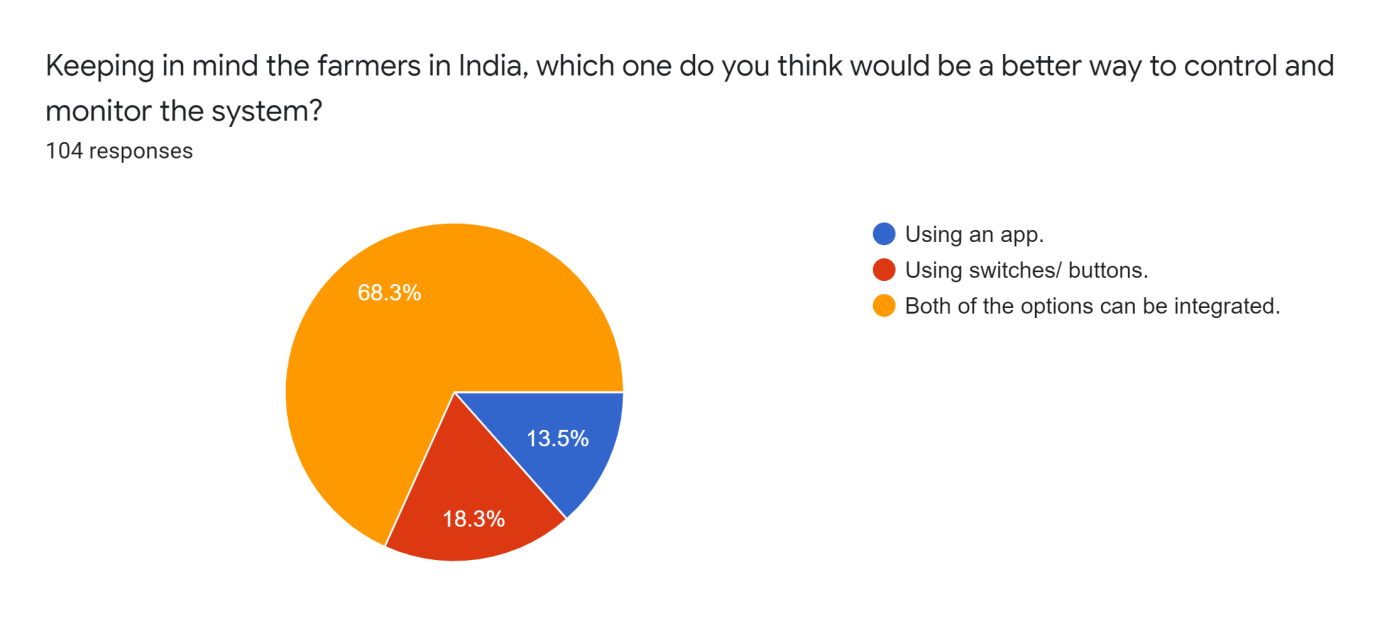 Keeping in mind the farmers in India, which one do you think would be a better way to control and
monitor the system?
104 responses
68.3%
13.5%
18.3%
Using an app.
Using switches/ buttons.
Both of the options can be integrated.